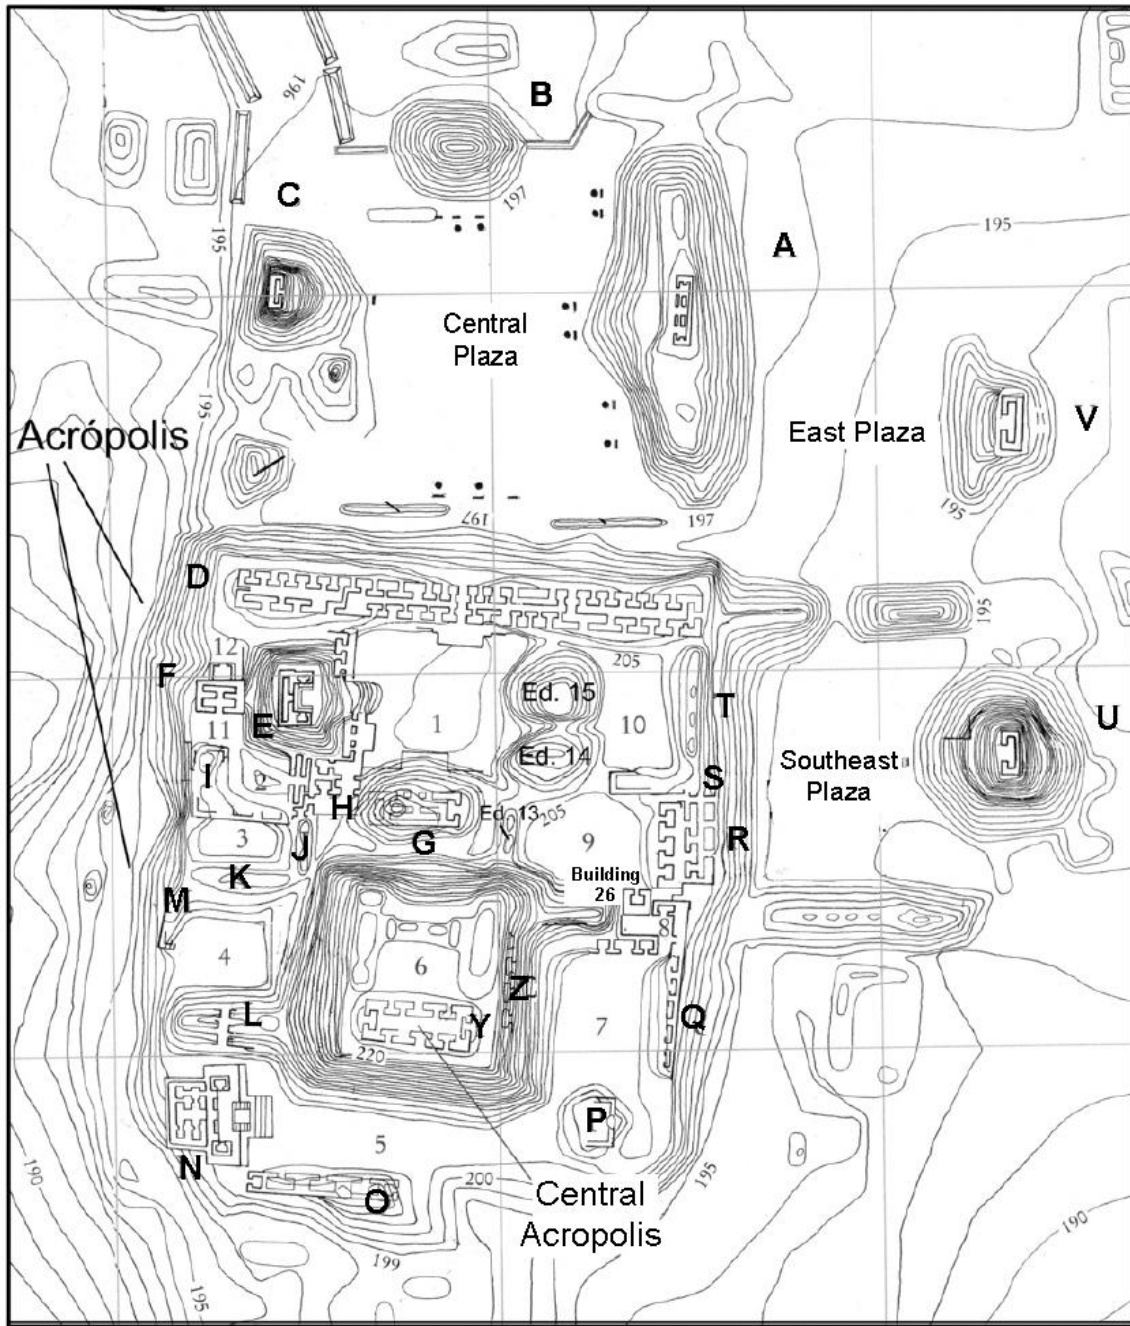 B
196
C
197
195
A
195
Central
Plaza
East Plaza
V
195
Acrópolis
195
197
197
D
195
12
205
F
Ed. 15
T
U
E
11
1
10
Ed. 14
Southeast
Plaza
I
S
H
Ed. 13
205
3
J
G
9
R
K
Building
26
M
8
4
6
Z
7
Q
L
Y
220
P
5
N
195
190
200
Central
Acropolis
O
190
199
195